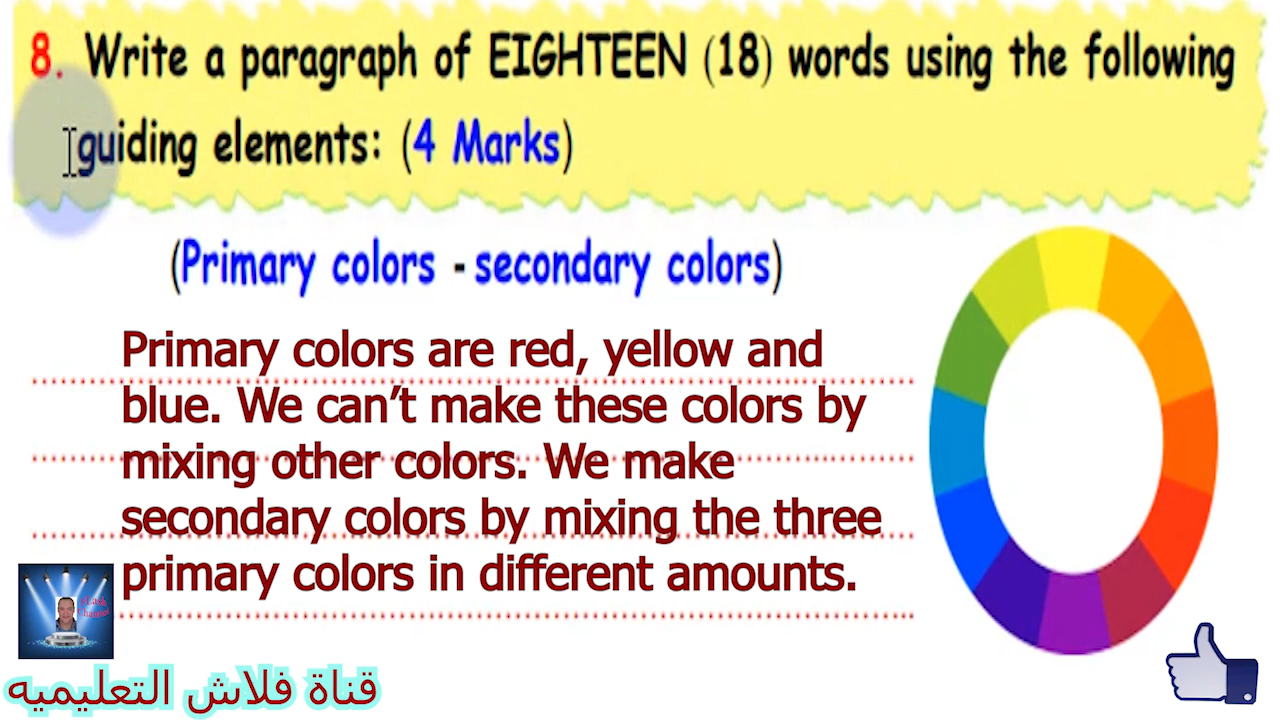 8. Write a paragraph of EIGHTEEN (18) words using the following
guiding elements: (4 Marks)
(Primary colors - secondary colors)
Primary colors are red, yellow and
blue. We can’t make these colors by
mixing other colors. We make
secondary colors by mixing the three
primary colors in different amounts.
قناة فلاش التعليميه